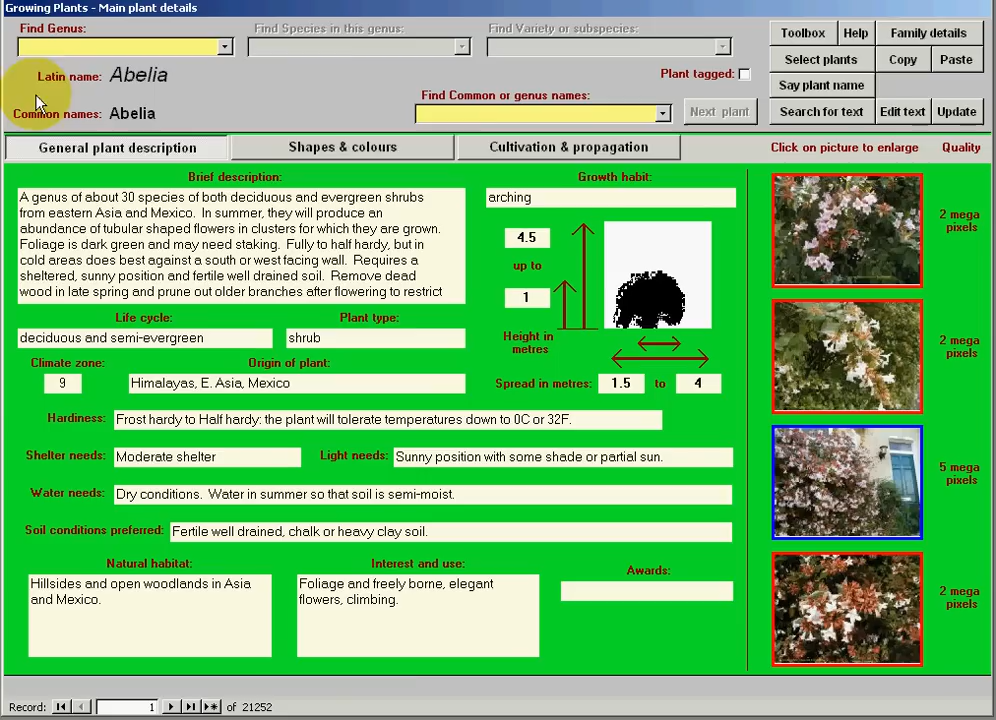 Growing Plants - Main plant details
Find Genus:
Find Species in this genus:
Find Variety or subspecies:
Toolbox
Help
Family details
Latin name: Abelia
Plant tagged:
Select plants
Copy
Paste
Say plant name
Common names: Abelia
Find Common or genus names:
Next plant
Search for text
Edit text
Update
General plant description
Shapes & colours
Cultivation & propagation
Click on picture to enlarge
Quality
Brief description:
A genus of about 30 species of both deciduous and evergreen shrubs
from eastern Asia and Mexico. In summer, they will produce an
abundance of tubular shaped flowers in clusters for which they are grown.
Foliage is dark green and may need staking. Fully to half hardy, but in
cold areas does best against a south or west facing wall. Requires a
sheltered, sunny position and fertile well drained soil. Remove dead
wood in late spring and prune out older branches after flowering to restrict
Growth habit:
arching
4.5
up to
1
Height in
metres
Spread in metres: 1.5 to 4
Life cycle:
deciduous and semi-evergreen
Plant type:
shrub
Climate zone:
9
Origin of plant:
Himalayas, E. Asia, Mexico
Hardiness: Frost hardy to Half hardy: the plant will tolerate temperatures down to 0C or 32F.
Shelter needs: Moderate shelter
Light needs: Sunny position with some shade or partial sun.
Water needs: Dry conditions. Water in summer so that soil is semi-moist.
Soil conditions preferred: Fertile well drained, chalk or heavy clay soil.
Natural habitat:
Hillsides and open woodlands in Asia
and Mexico.
Interest and use:
Foliage and freely borne, elegant
flowers, climbing.
Awards:
2 mega
pixels
2 mega
pixels
5 mega
pixels
2 mega
pixels
Record: 1 of 21252